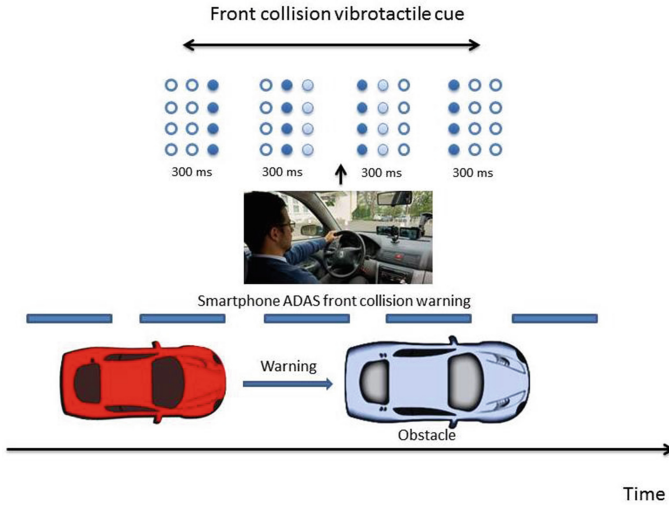 Front collision vibrotactile cue
300 ms
300 ms
300 ms
300 ms
Smartphone ADAS front collision warning
Warning
Obstacle
Time